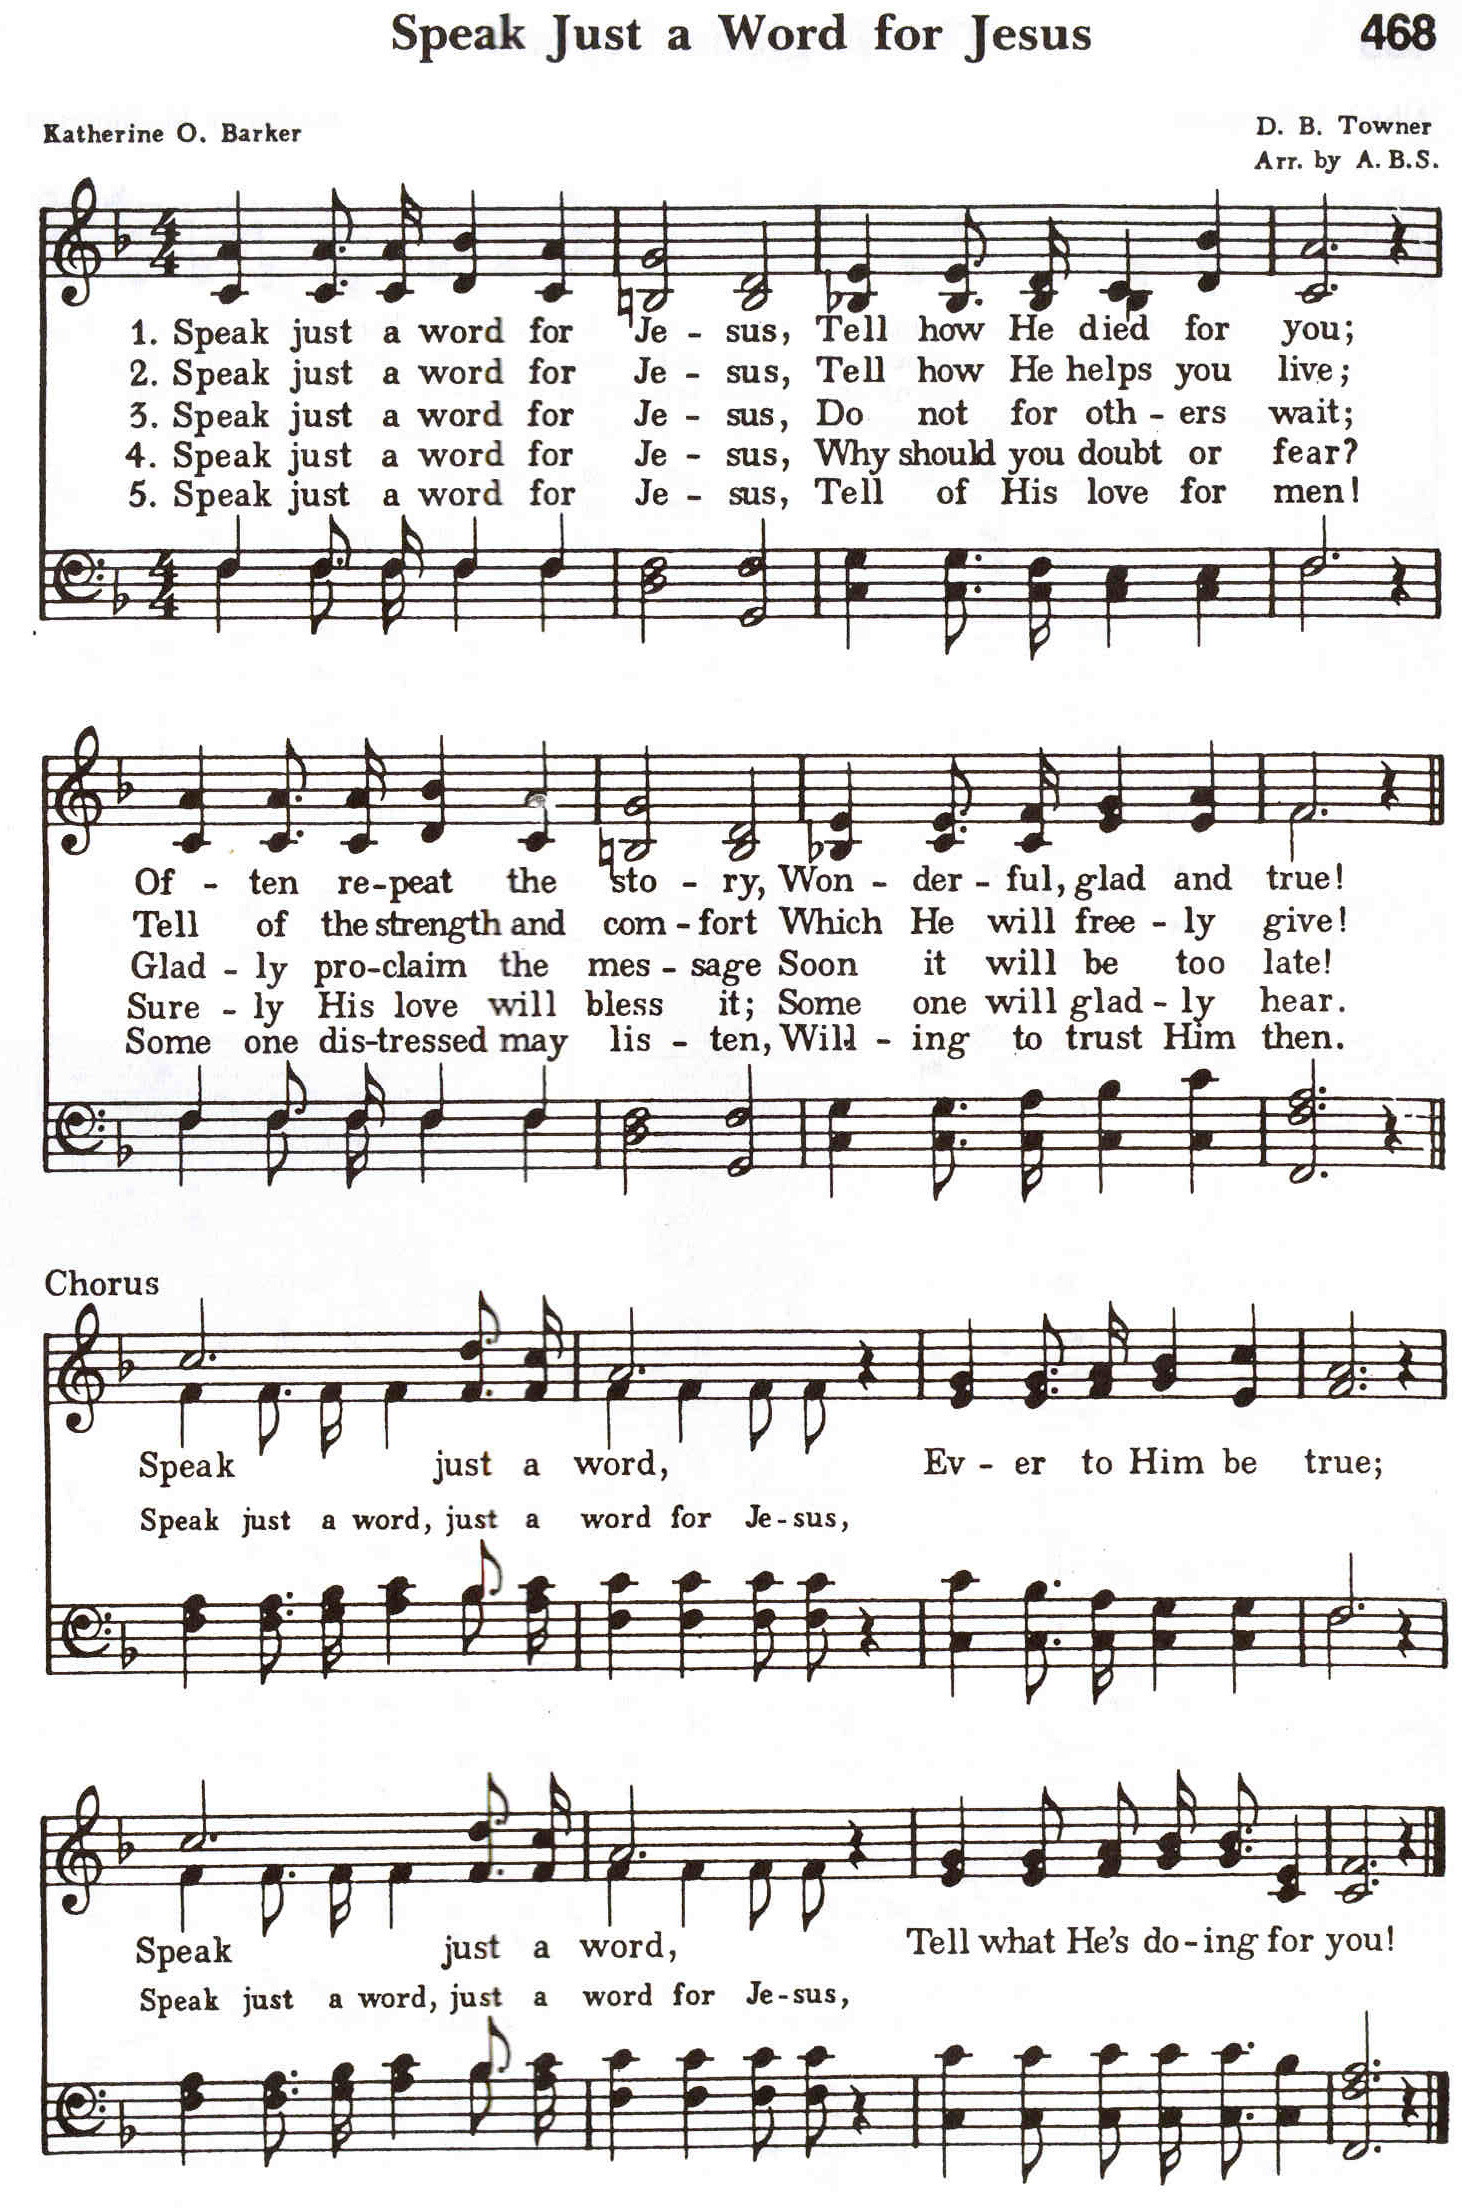 Speak Just a Word for Jesus 468
Katherine O. Barker
D. B. Towner
Arr. by A. B. S.
1. Speak just a word for Je - sus, Tell how He died for you;
2. Speak just a word for Je - sus, Tell how He helps you live;
3. Speak just a word for Je - sus, Do not for oth - ers wait;
4. Speak just a word for Je - sus, Why should you doubt or fear?
5. Speak just a word for Je - sus, Tell of His love for men!
Of - ten re-peat the sto - ry, Won - der - ful, glad and true!
Tell of the strength and com - fort Which He will free - ly give!
Glad - ly pro-claim the mes - sage Soon it will be too late!
Sure - ly His love will bless it; Some one will glad - ly hear.
Some one dis-tressed may lis - ten, Will - ing to trust Him then.
Chorus
Speak just a word, Ev - er to Him be true;
Speak just a word, just a word for Je-sus,
Speak just a word, Tell what He's do-ing for you!
Speak just a word, just a word for Je-sus,